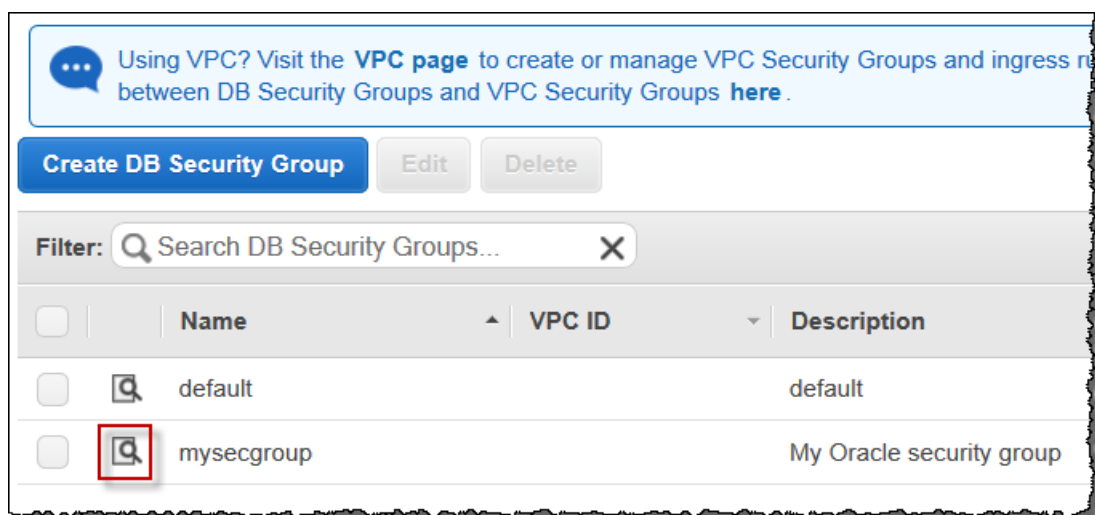 Using VPC? Visit the VPC page to create or manage VPC Security Groups and ingress
between DB Security Groups and VPC Security Groups here.
Create DB Security Group Edit Delete
Filter: Search DB Security Groups...
Name VPC ID Description
default default
mysecgroup My Oracle security group